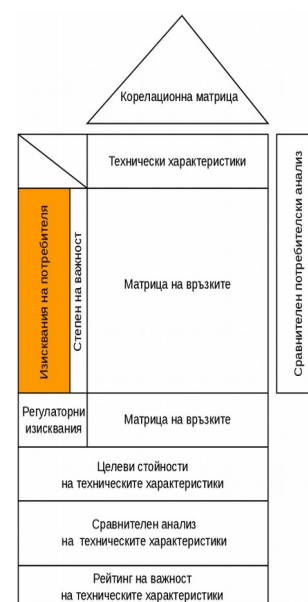 Корелационна матрица
Технически характеристики
Изисквания на потребителя
Степен на важност
Матрица на връзките
Сравнителен потребителски анализ
Регулаторни
изисквания
Матрица на връзките
Целеви стойности
на техническите характеристики
Сравнителен анализ
на техническите характеристики
Рейтинг на важност
на техническите характеристики